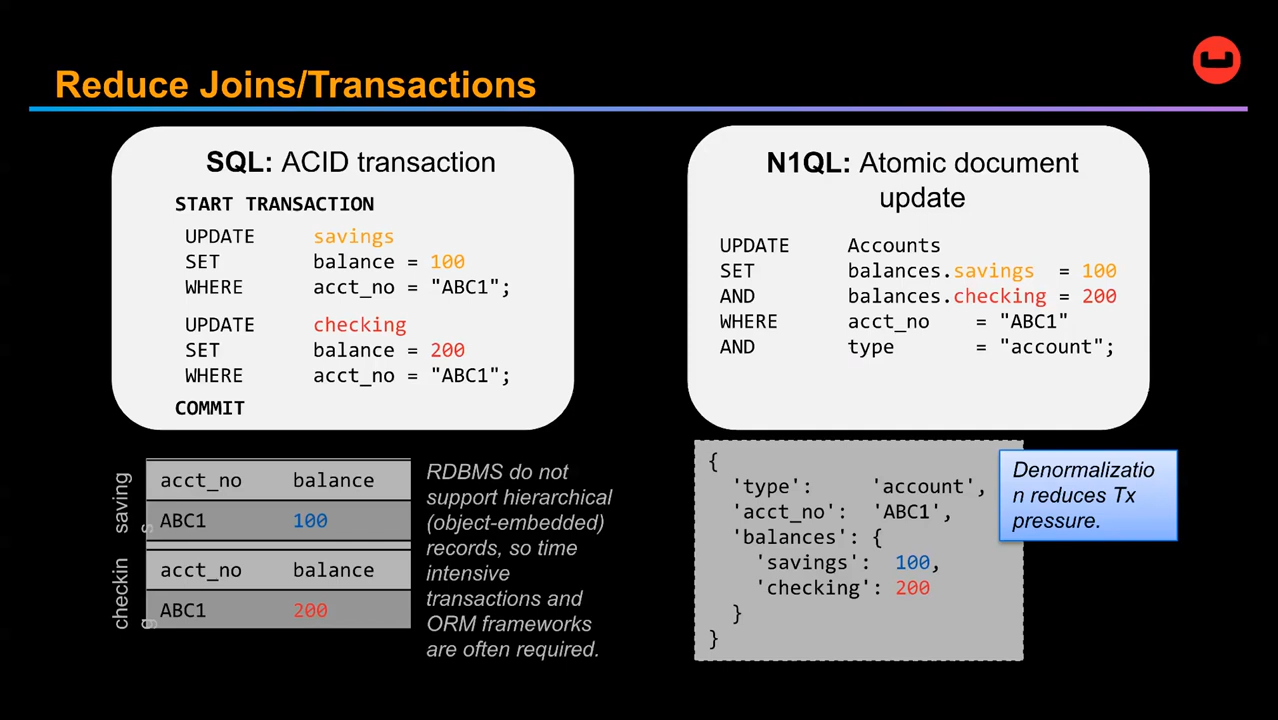 Reduce Joins/Transactions
SQL: ACID transaction
START TRANSACTION
UPDATE savings
SET balance = 100
WHERE acct_no = "ABC1";
UPDATE checking
SET balance = 200
WHERE acct_no = "ABC1";
COMMIT
N1QL: Atomic document
update
UPDATE Accounts
SET balances.savings = 100
AND balances.checking = 200
WHERE acct_no = "ABC1"
AND type = "account";
saving
s
acct_no balance
ABC1 100
checkin
g
acct_no balance
ABC1 200
RDBMS do not
support hierarchical
(object-embedded)
records, so time
intensive
transactions and
ORM frameworks
are often required.
{
'type': 'account',
'acct_no': 'ABC1',
'balances': {
'savings': 100,
'checking': 200
}
}
Denormalizatio
n reduces Tx
pressure.